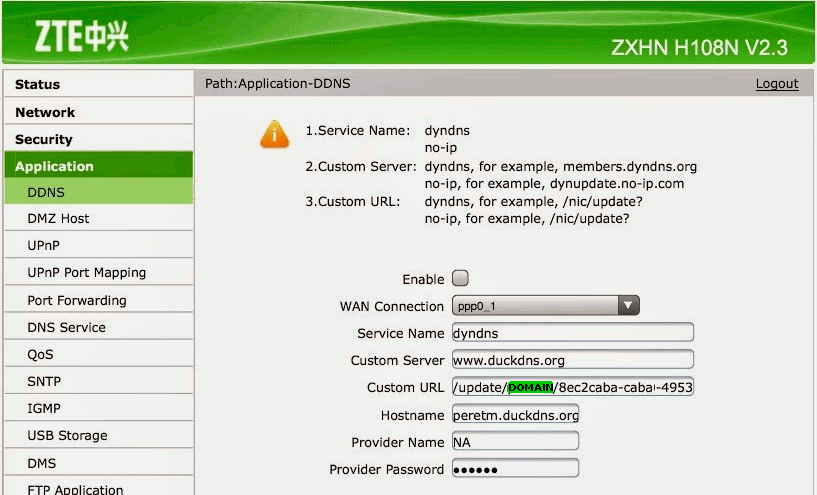 ZTE中兴
ZXHN H108N V2.3
Path:Application-DDNS
Logout
Status
Network
Security
Application
DDNS
DMZ Host
UPnP
UPnP Port Mapping
Port Forwarding
DNS Service
QoS
SNTP
IGMP
USB Storage
DMS
FTP Application
1.Service Name: dyndns
no-ip
2.Custom Server: dyndns, for example, members.dyndns.org
no-ip, for example, dynupdate.no-ip.com
3.Custom URL: dyndns, for example, /nic/update?
no-ip, for example, /nic/update?
Enable
WAN Connection ppp0_1
Service Name dyndns
Custom Server www.duckdns.org
Custom URL /update/DOMAIN/8ec2caba-caba-4953
Hostname peretm.duckdns.org
Provider Name NA
Provider Password ••••••